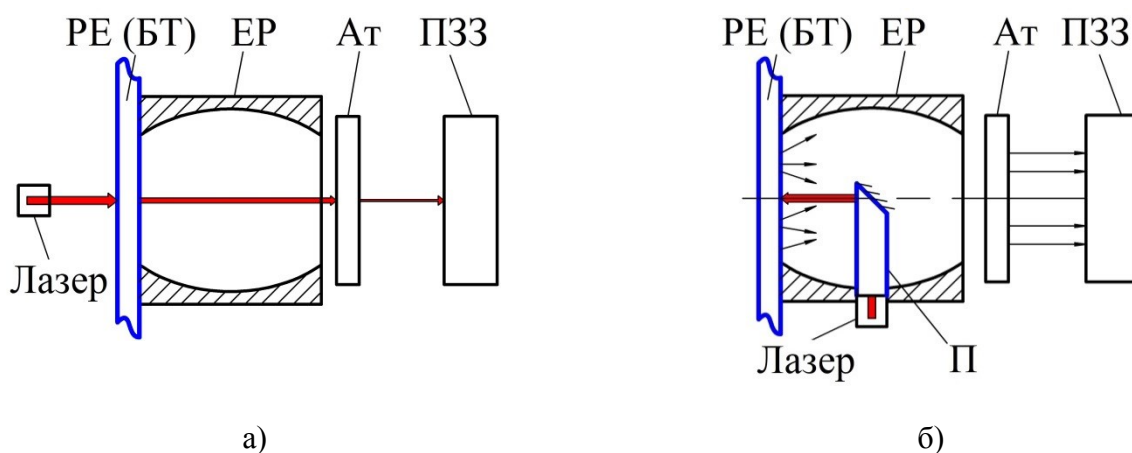 РЕ (БТ) ЕР Ат ПЗЗ
Лазер
а)
РЕ (БТ) ЕР Ат ПЗЗ
Лазер П
б)